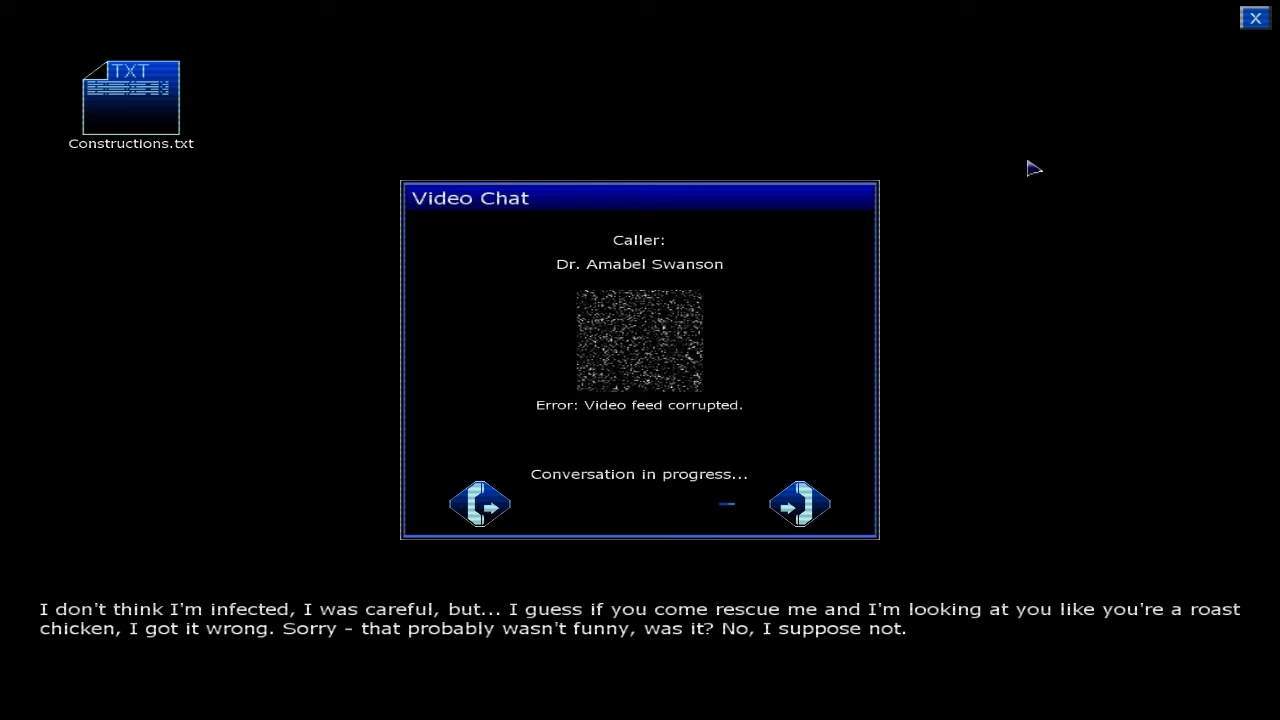 X
TXT
Constructions.txt
Video Chat
Caller:
Dr. Amabel Swanson
Error: Video feed corrupted.
Conversation in progress...
I don't think I'm infected, I was careful, but... I guess if you come rescue me and I'm looking at you like you're a roast
chicken, I got it wrong. Sorry - that probably wasn't funny, was it? No, I suppose not.